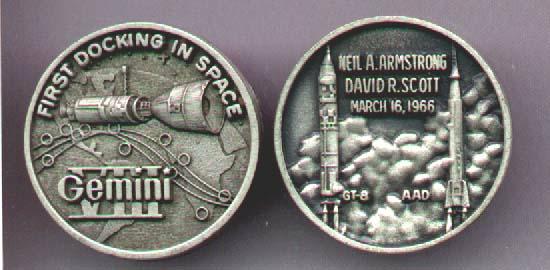 FIRST DOCKING IN SPACE
Gemini
VIII
NEIL A. ARMSTRONG
DAVID R. SCOTT
MARCH 16, 1966
GT-8 AAD